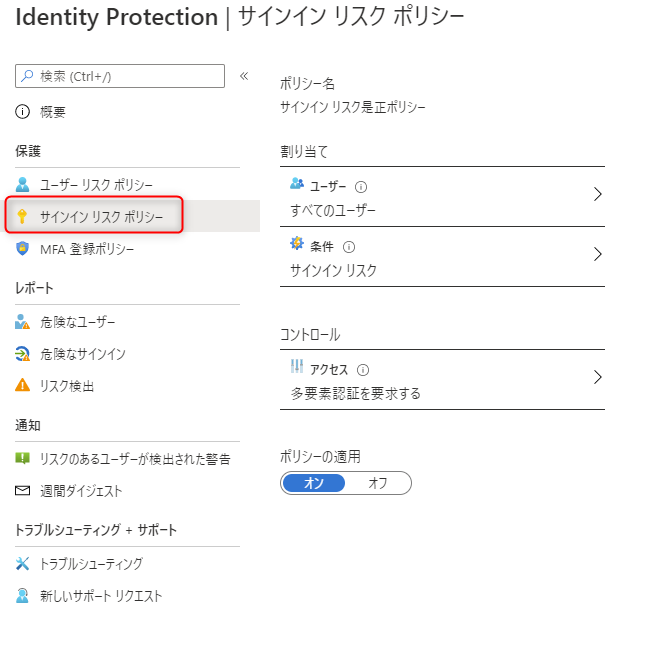 Identity Protection | サインイン リスク ポリシー
検索 (Ctrl+/)
«
概要
保護
ユーザー リスク ポリシー
サインイン リスク ポリシー
MFA 登録ポリシー
レポート
危険なユーザー
危険なサインイン
リスク検出
通知
リスクのあるユーザーが検出された警告
週間ダイジェスト
トラブルシューティング + サポート
トラブルシューティング
新しいサポート リクエスト
ポリシー名
サインイン リスク是正ポリシー
割り当て
ユーザー
すべてのユーザー
条件
サインイン リスク
コントロール
アクセス
多要素認証を要求する
ポリシーの適用
オン オフ